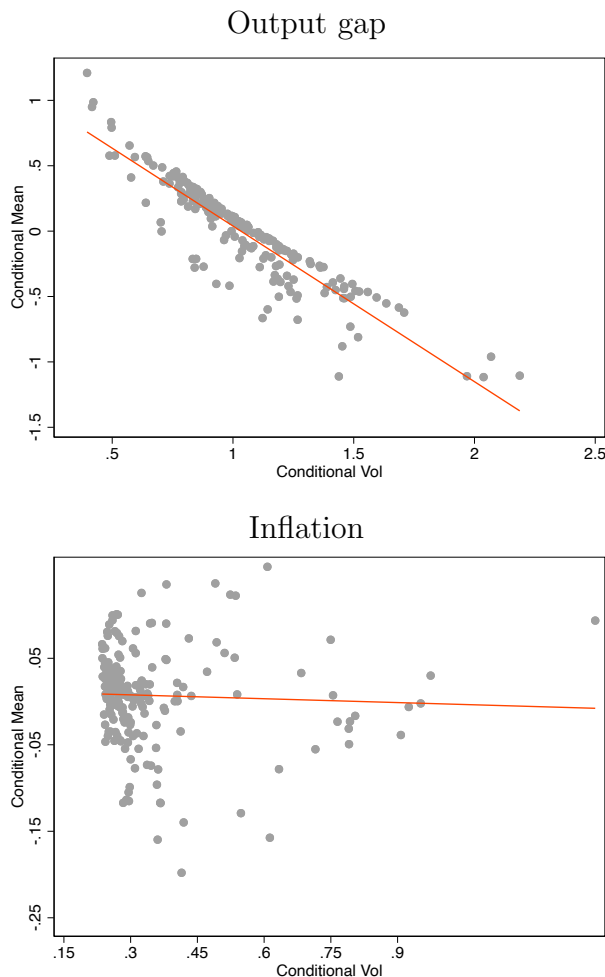 Output gap
Conditional Mean
1
.5
0
-.5
-1
-1.5
.5 1 1.5 2 2.5
Conditional Vol
Inflation
Conditional Mean
.05
-.05
-.15
-.25
.15 .3 .45 .6 .75 .9
Conditional Vol